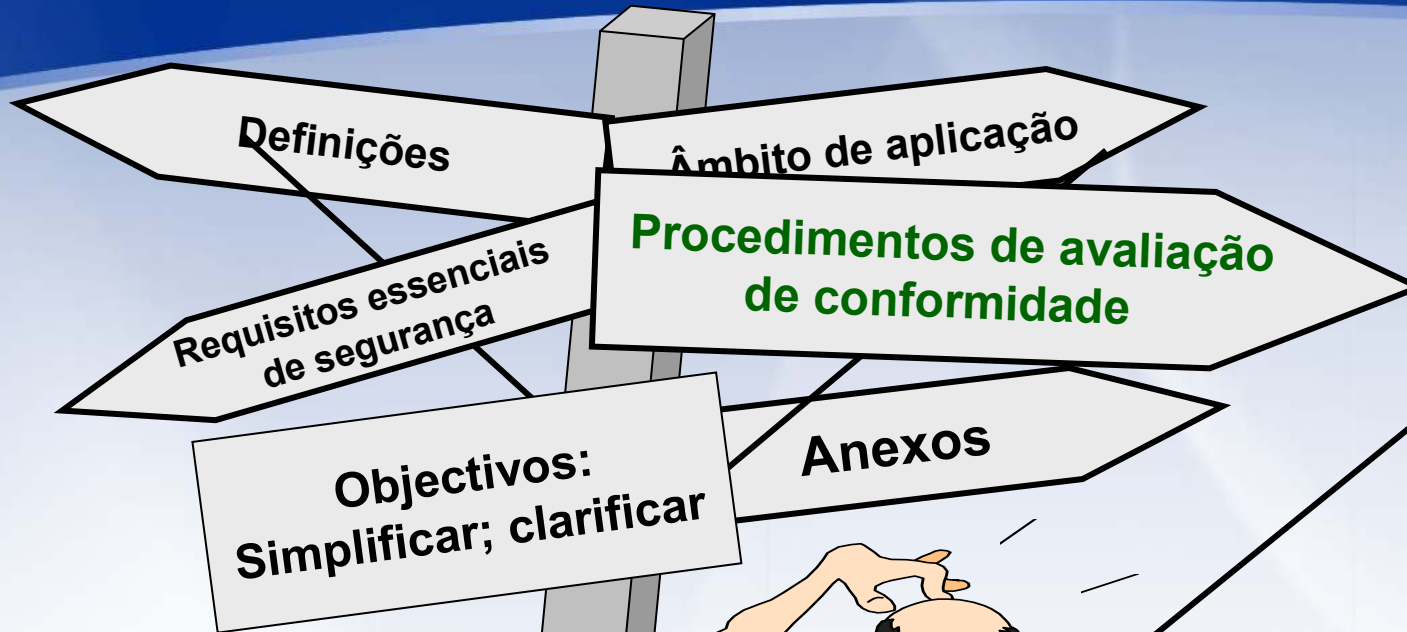 Definições
Âmbito de aplicação
Procedimentos de avaliação
de conformidade
Requisitos essenciais
de segurança
Anexos
Objectivos:
Simplificar; clarificar